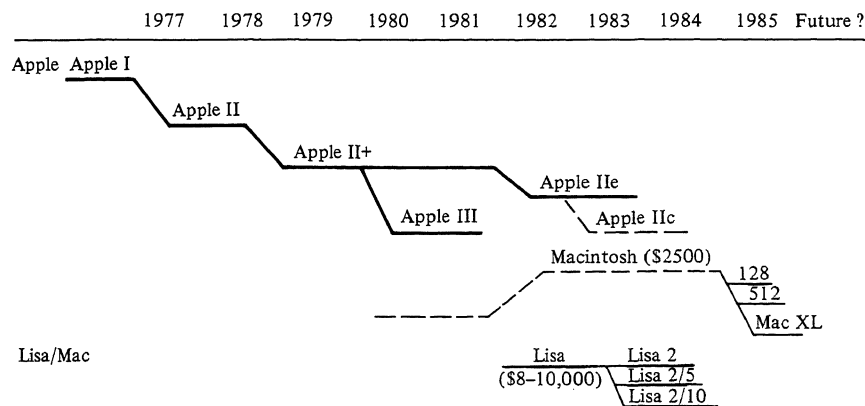 1977 1978 1979 1980 1981 1982 1983 1984 1985 Future ?
Apple Apple I
Apple II
Apple II+
Apple IIe
Apple III
Apple IIc
Macintosh ($2500)
128
512
Mac XL
Lisa/Mac
Lisa
Lisa 2
($8–10,000)
Lisa 2/5
Lisa 2/10